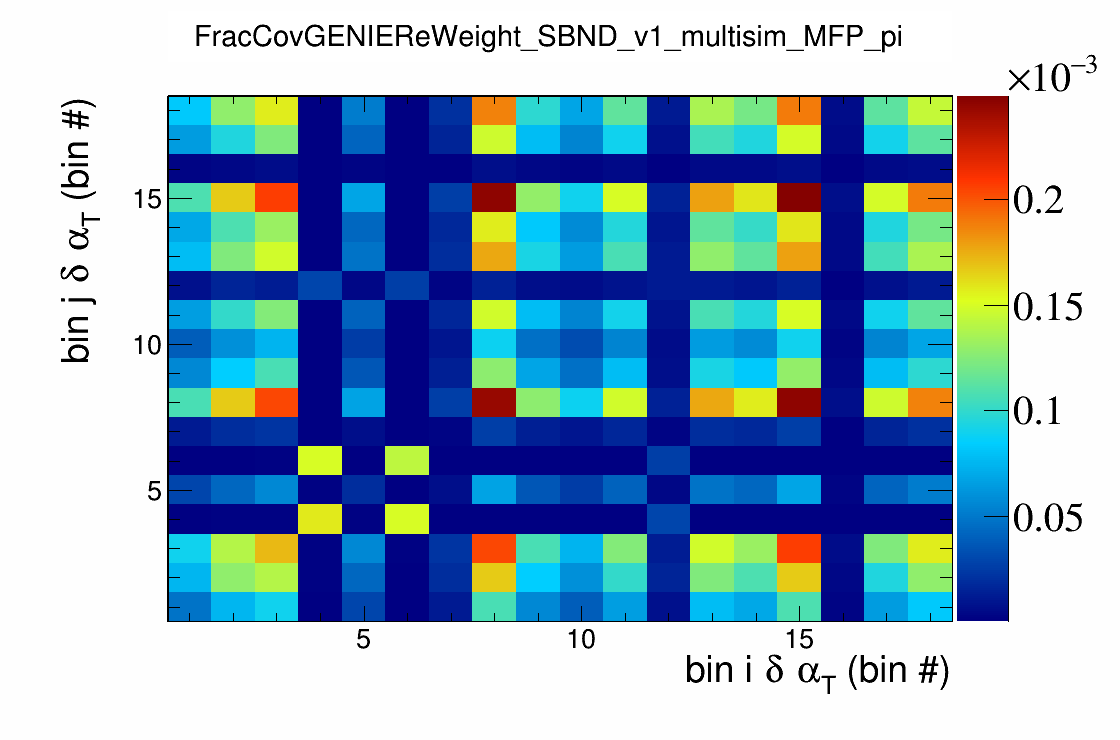 FracCovGENIEReWeight_SBND_v1_multisim_MFP_pi
×10⁻³
bin j δ α_T (bin #)
15
10
5
0.2
0.15
0.1
0.05
5 10 15
bin i δ α_T (bin #)